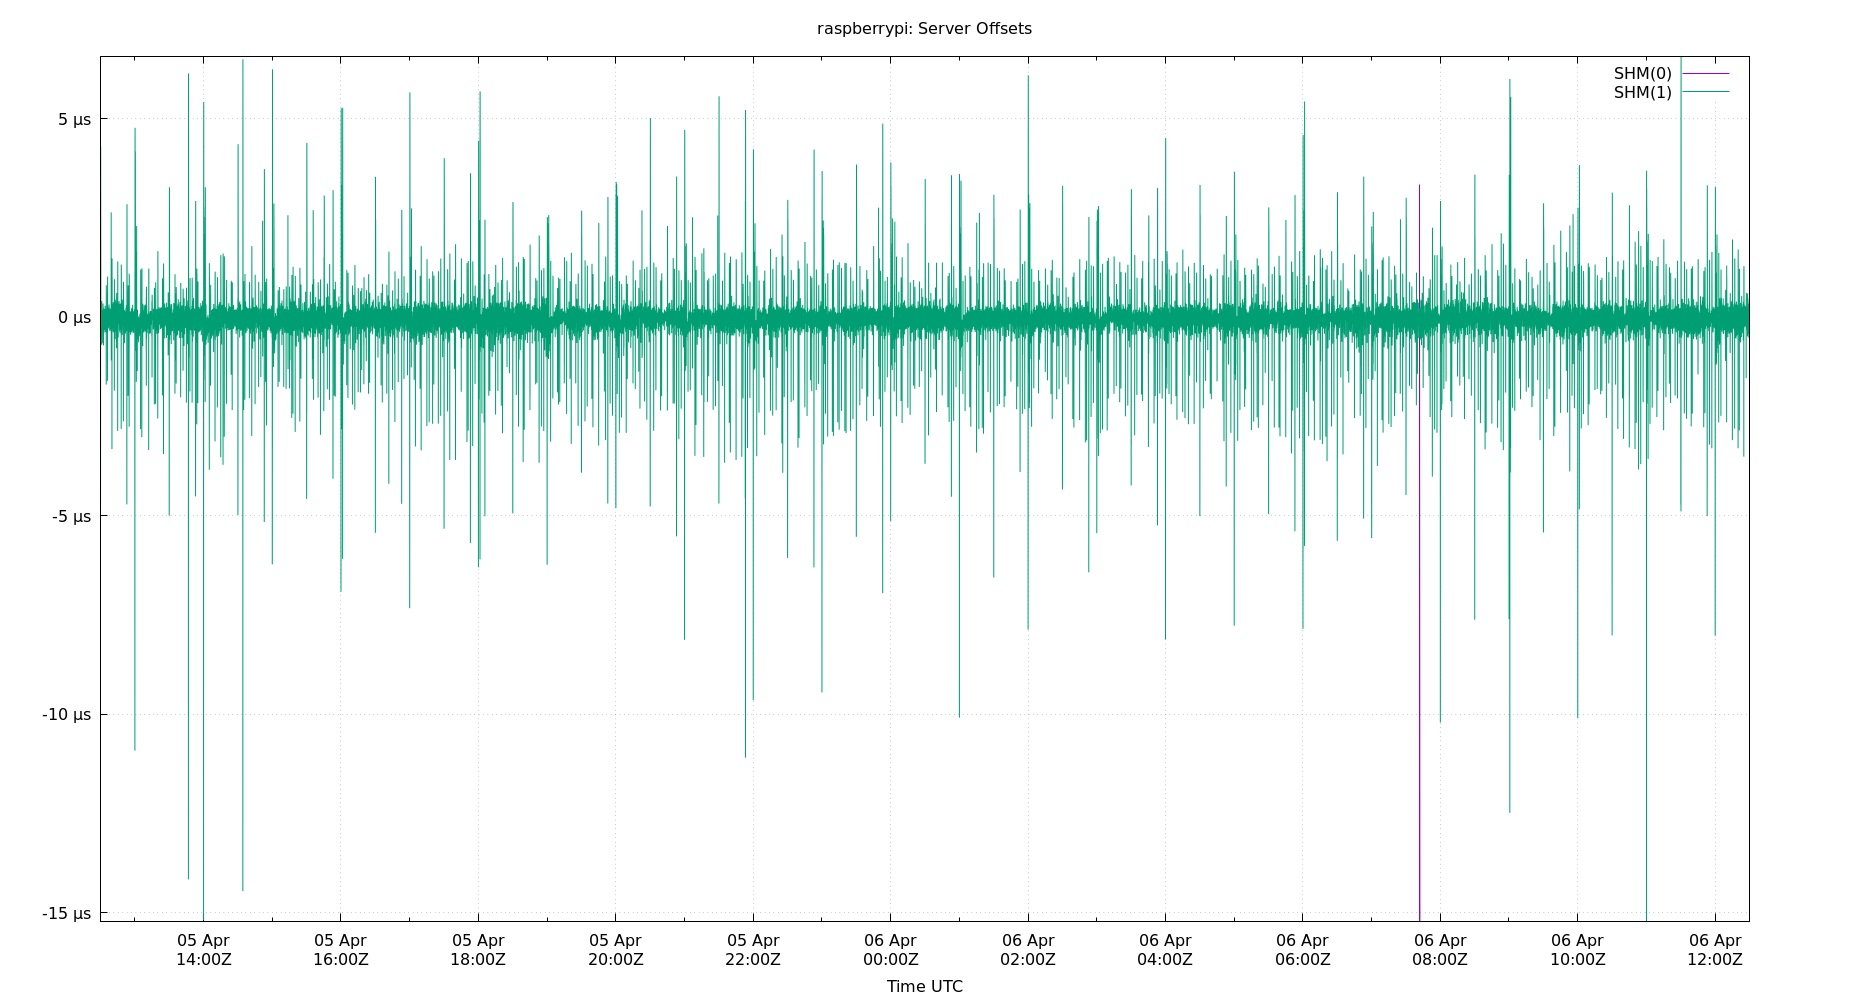 raspberrypi: Server Offsets
SHM(0)
SHM(1)
5 µs
0 µs
-5 µs
-10 µs
-15 µs
05 Apr 05 Apr 05 Apr 05 Apr 05 Apr 06 Apr 06 Apr 06 Apr 06 Apr 06 Apr 06 Apr 06 Apr
14:00Z 16:00Z 18:00Z 20:00Z 22:00Z 00:00Z 02:00Z 04:00Z 06:00Z 08:00Z 10:00Z 12:00Z
Time UTC